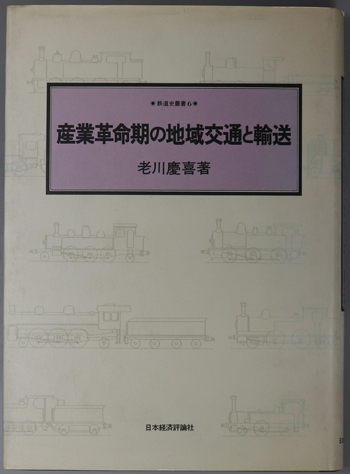 ＊鉄道史叢書6＊
産業革命期の地域交通と輸送
老川慶喜著
日本経済評論社